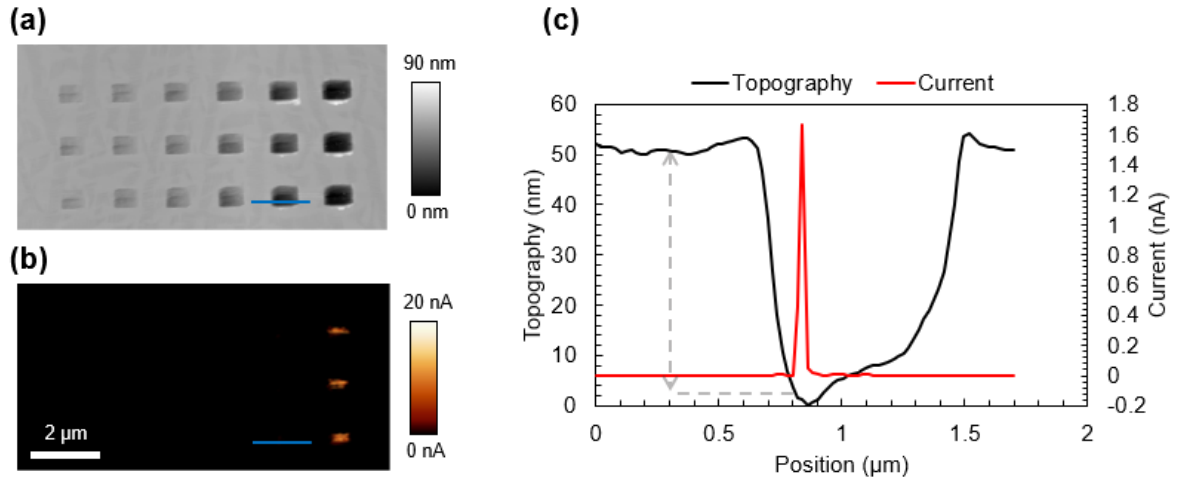 (a)
90 nm
0 nm
(b)
20 nA
0 nA
2 µm
(c)
Topography
Current
Topography (nm)
60
50
40
30
20
10
0
1.8
1.6
1.4
1.2
1
0.8
0.6
0.4
0.2
0
-0.2
Current (nA)
0
0.5
1
1.5
2
Position (µm)